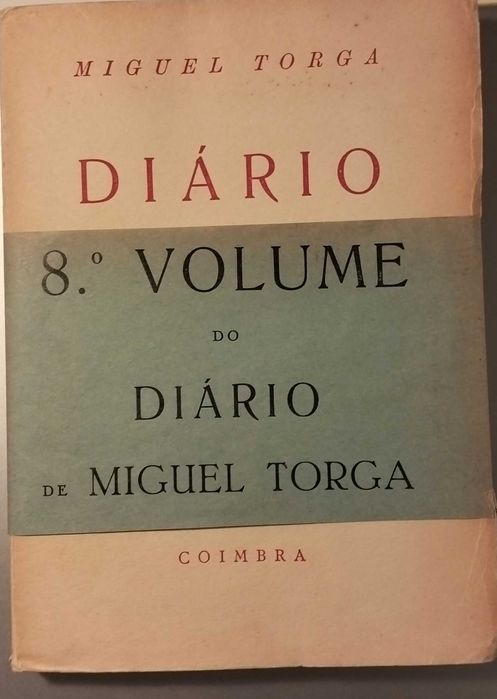 MIGUEL TORGA
DIÁRIO
8.º VOLUME
DO
DIÁRIO
DE MIGUEL TORGA
COIMBRA